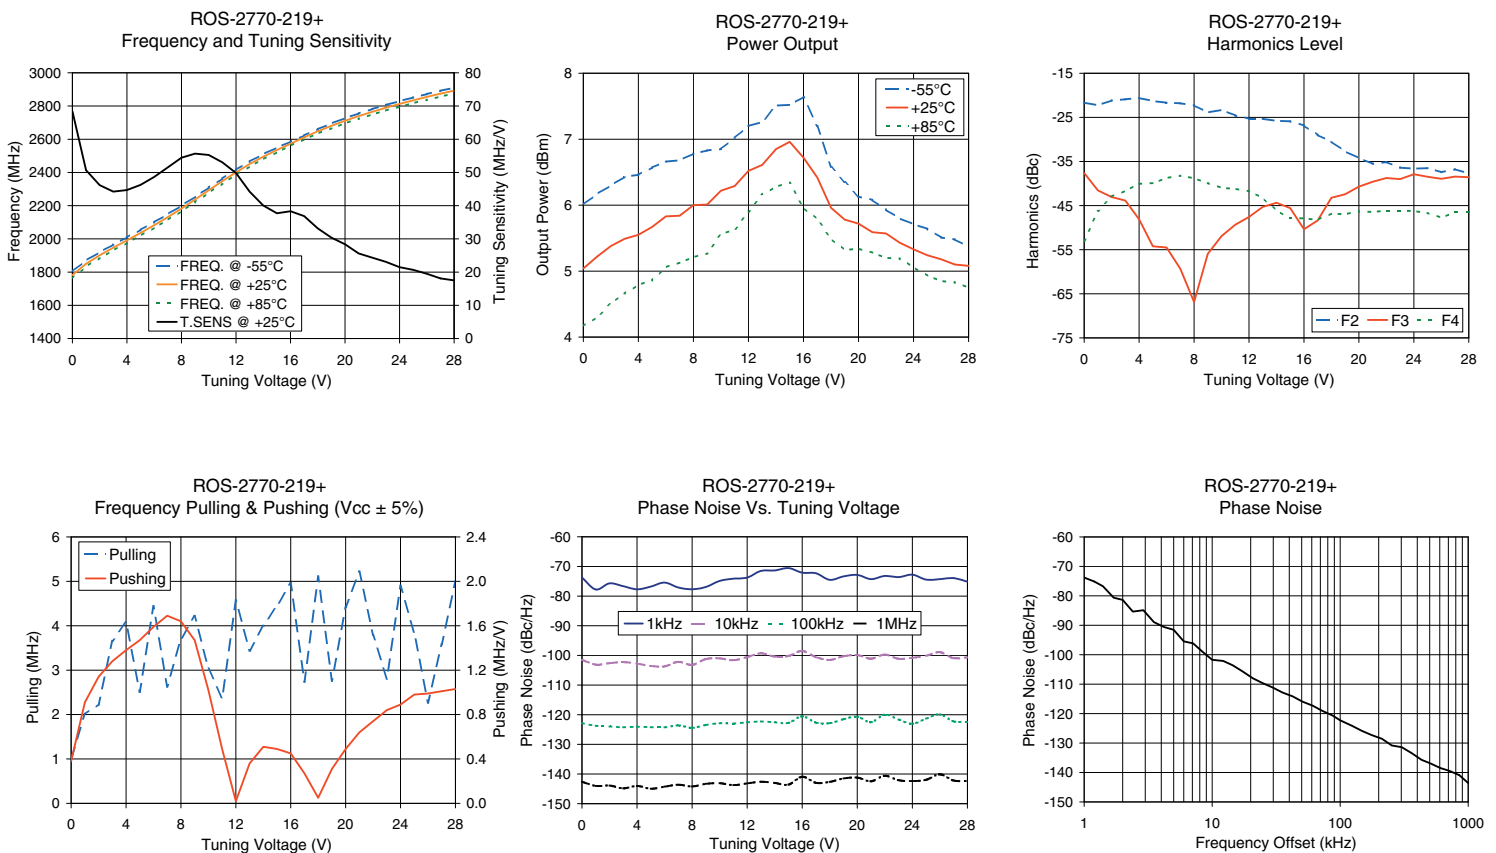 ROS-2770-219+
Frequency and Tuning Sensitivity
3000
2800
2600
2400
2200
2000
1800
1600
1400
Frequency (MHz)
80
70
60
50
40
30
20
10
0
Tuning Sensitivity (MHz/V)
FREQ. @ -55°C
FREQ. @ +25°C
FREQ. @ +85°C
T.SENS @ +25°C
0 4 8 12 16 20 24 28
Tuning Voltage (V)
ROS-2770-219+
Power Output
8
7
6
5
4
Output Power (dBm)
-55°C
+25°C
+85°C
0 4 8 12 16 20 24 28
Tuning Voltage (V)
ROS-2770-219+
Harmonics Level
-15
-25
-35
-45
-55
-65
-75
Harmonics (dBc)
F2 F3 F4
0 4 8 12 16 20 24 28
Tuning Voltage (V)
ROS-2770-219+
Frequency Pulling & Pushing (Vcc ± 5%)
6
5
4
3
2
1
0
Pulling (MHz)
2.4
2.0
1.6
1.2
0.8
0.4
0.0
Pushing (MHz/V)
Pulling
Pushing
0 4 8 12 16 20 24 28
Tuning Voltage (V)
ROS-2770-219+
Phase Noise Vs. Tuning Voltage
-60
-70
-80
-90
-100
-110
-120
-130
-140
-150
Phase Noise (dBc/Hz)
1kHz 10kHz 100kHz 1MHz
0 4 8 12 16 20 24 28
Tuning Voltage (V)
ROS-2770-219+
Phase Noise
-60
-70
-80
-90
-100
-110
-120
-130
-140
-150
Phase Noise (dBc/Hz)
1 10 100 1000
Frequency Offset (kHz)